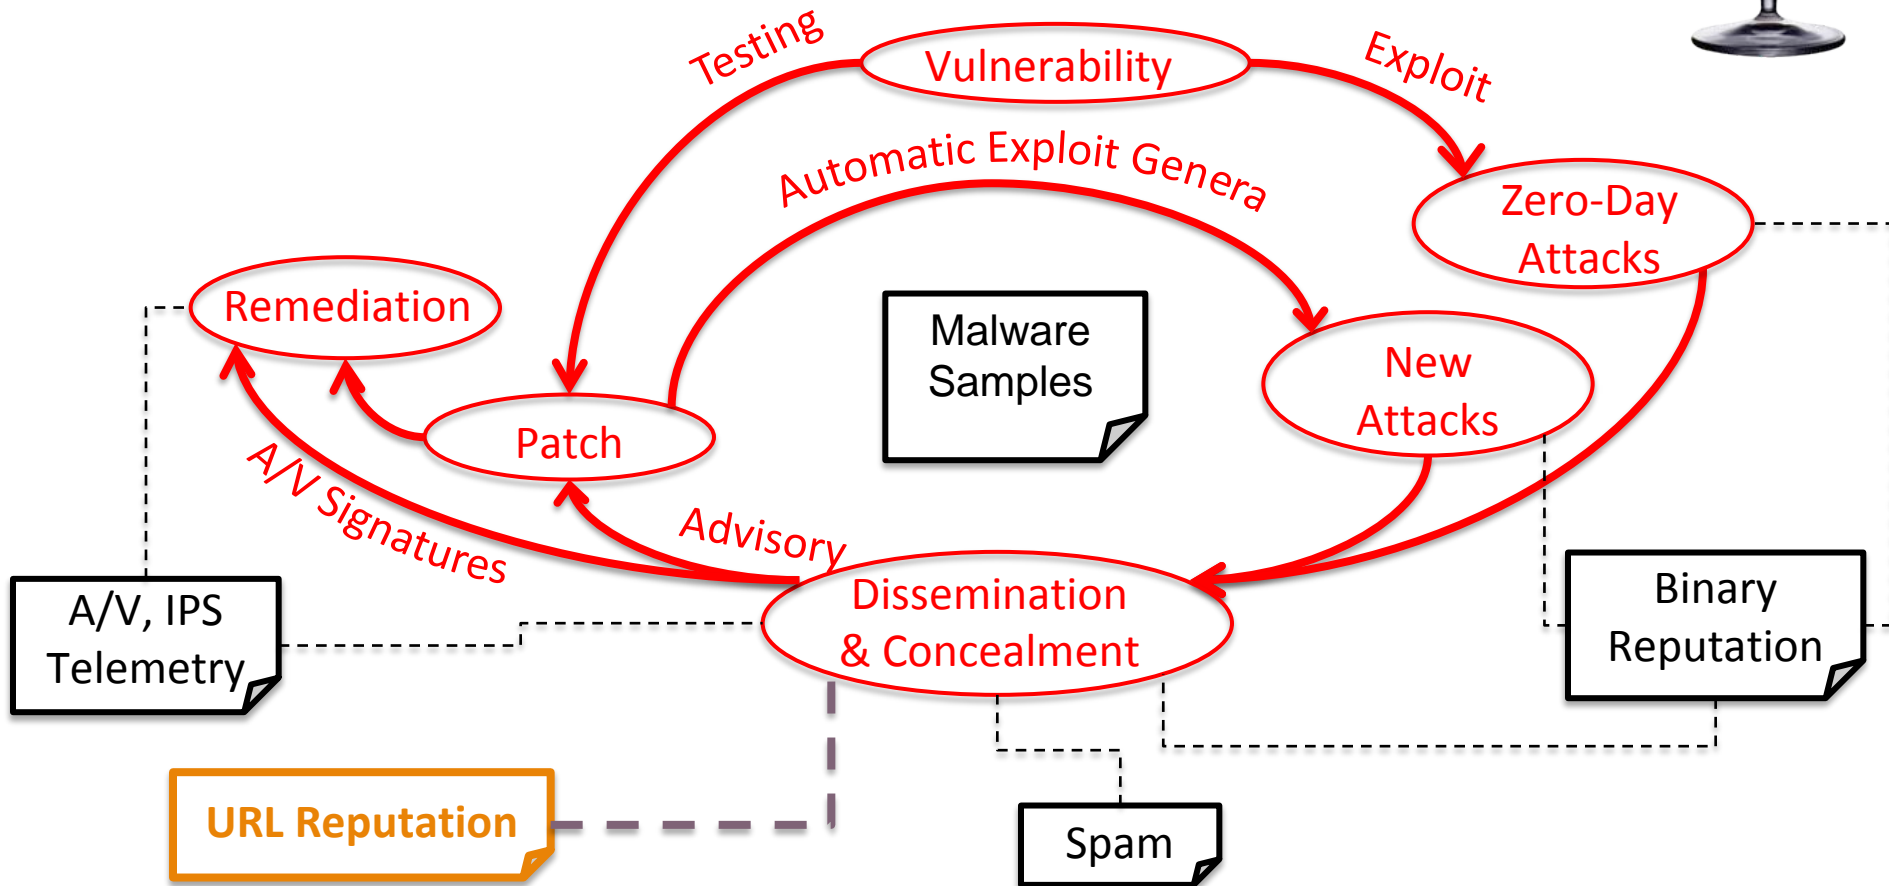 Testing
Vulnerability
Exploit
Automatic Exploit Genera
Zero-Day
Attacks
Remediation
Malware
Samples
New
Attacks
Patch
A/V Signatures
Advisory
A/V, IPS
Telemetry
Dissemination
& Concealment
Binary
Reputation
URL Reputation
Spam